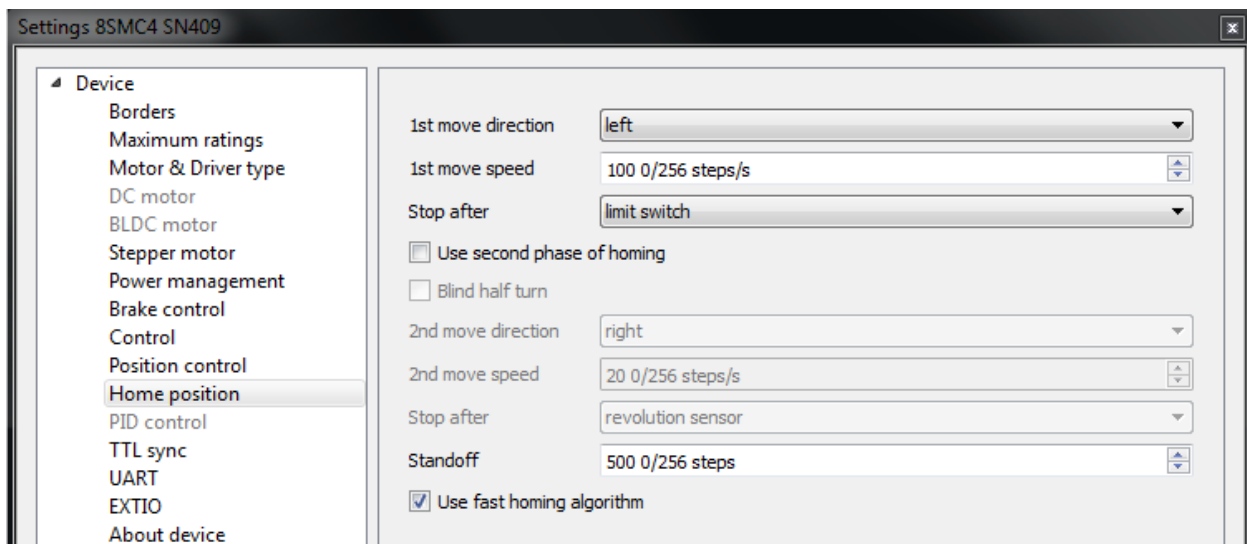 Settings 8SMC4 SN409
Device
Borders
Maximum ratings
Motor & Driver type
DC motor
BLDC motor
Stepper motor
Power management
Brake control
Control
Position control
Home position
PID control
TTL sync
UART
EXTIO
About device
1st move direction left
1st move speed 100 0/256 steps/s
Stop after limit switch
Use second phase of homing
Blind half turn
2nd move direction right
2nd move speed 20 0/256 steps/s
Stop after revolution sensor
Standoff 500 0/256 steps
Use fast homing algorithm